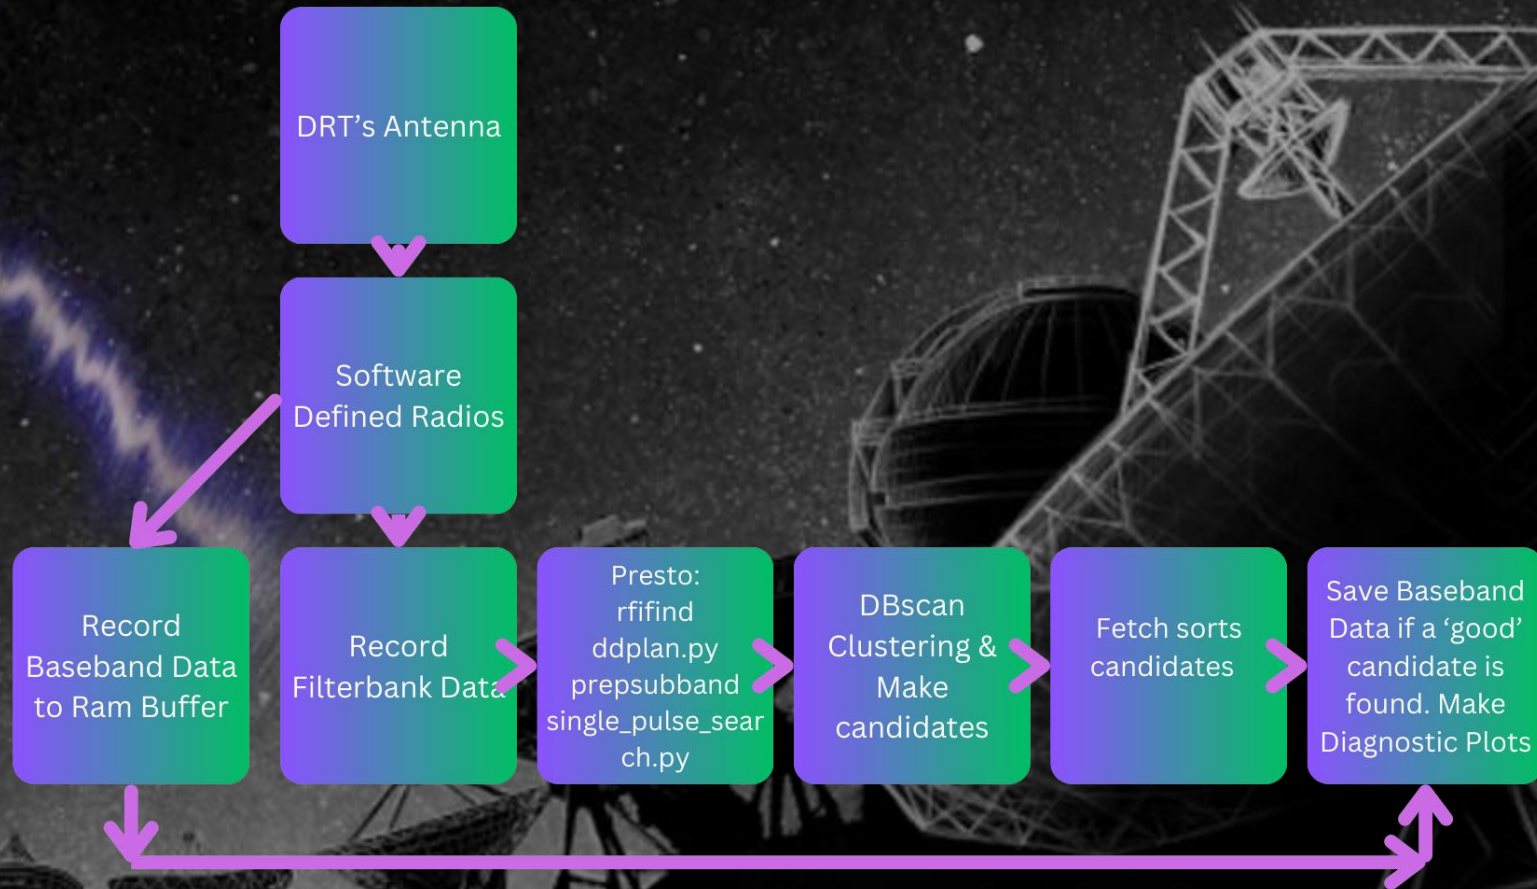 DRT’s Antenna
Software
Defined Radios
Record
Baseband Data
to Ram Buffer
Record
Filterbank Data
Presto:
rfifind
ddplan.py
prepsubband
single_pulse_sear
ch.py
DBscan
Clustering &
Make
candidates
Fetch sorts
candidates
Save Baseband
Data if a ‘good’
candidate is
found. Make
Diagnostic Plots